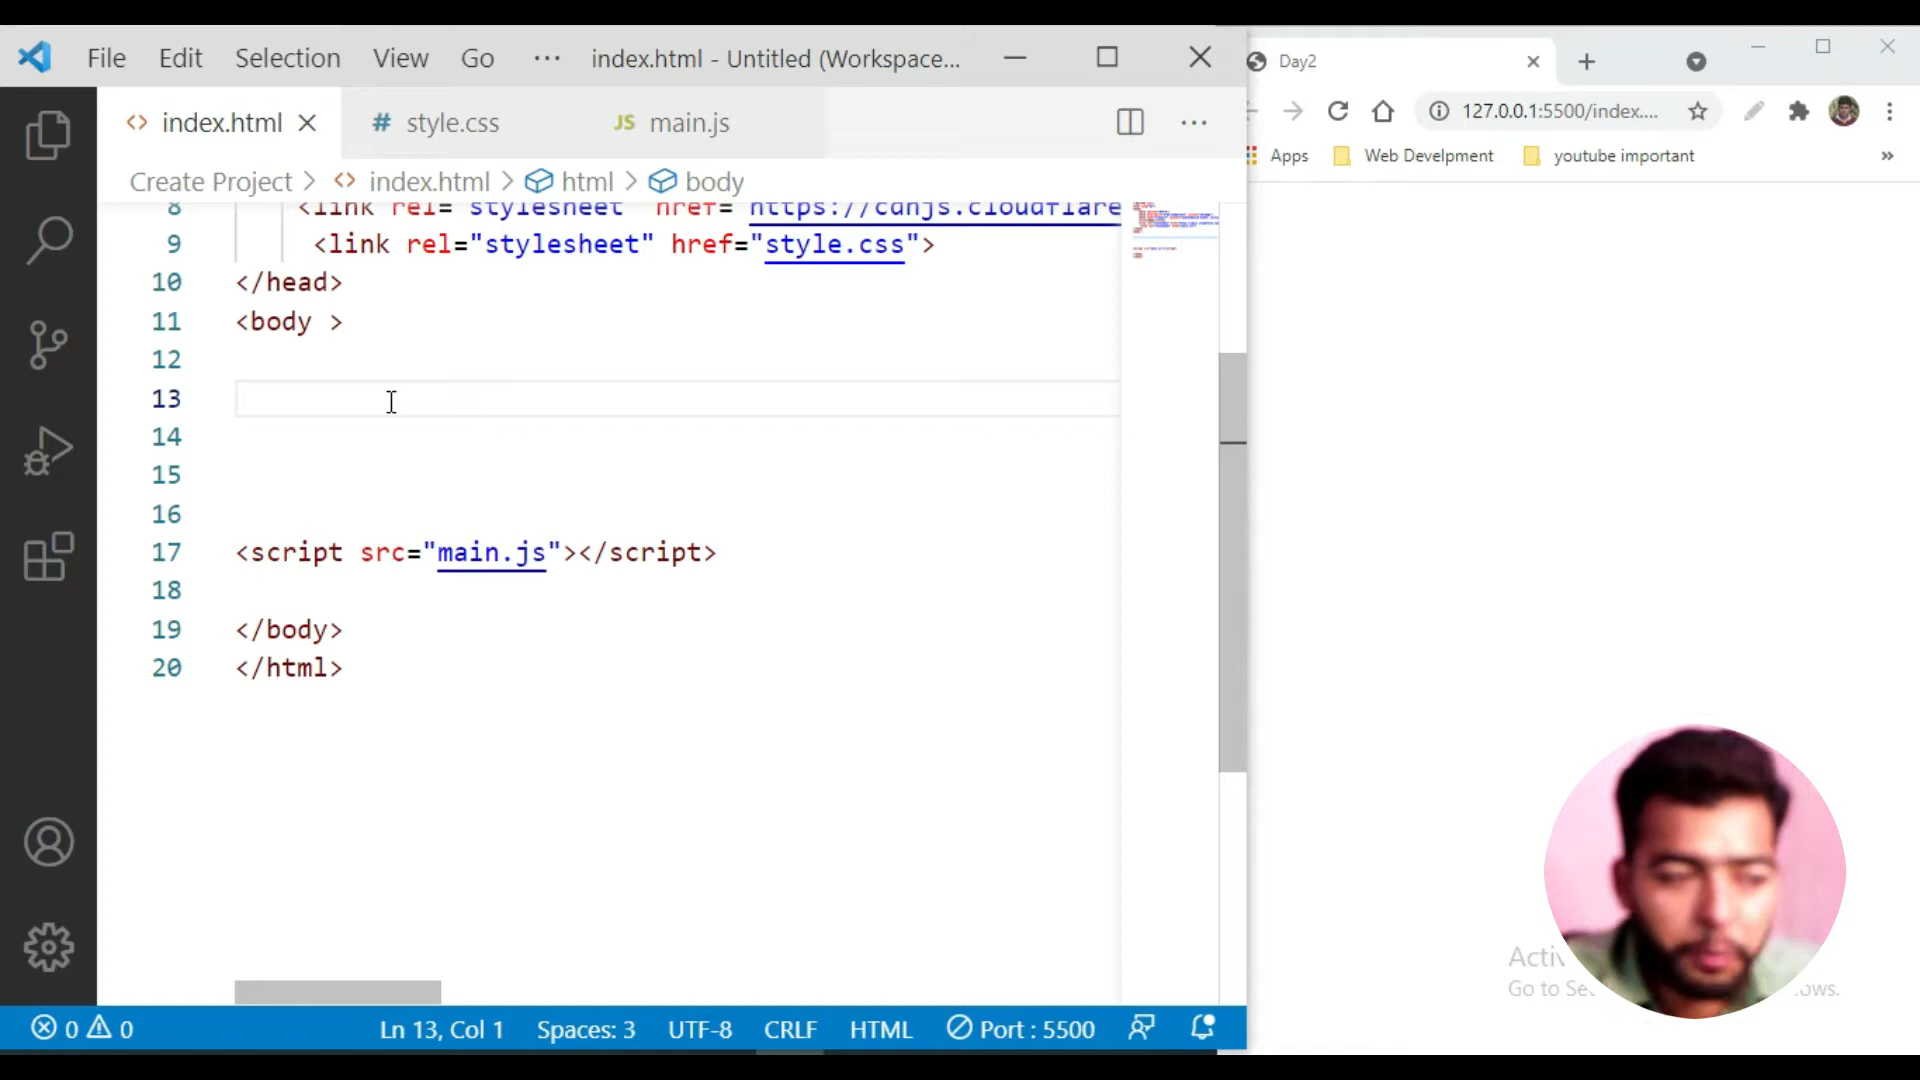 File Edit Selection View Go ··· index.html - Untitled (Workspace...
Day2
index.html
# style.css
JS main.js
127.0.0.1:5500/index....
Apps Web Develpment youtube important »
Create Project > index.html > html > body
8 <link rel="stylesheet" href="https://cdnjs.cloudflare
9 <link rel="stylesheet" href="style.css">
10 </head>
11 <body >
12
13
14
15
16
17 <script src="main.js"></script>
18
19 </body>
20 </html>
Go to
0 0 Ln 13, Col 1 Spaces: 3 UTF-8 CRLF HTML Port : 5500